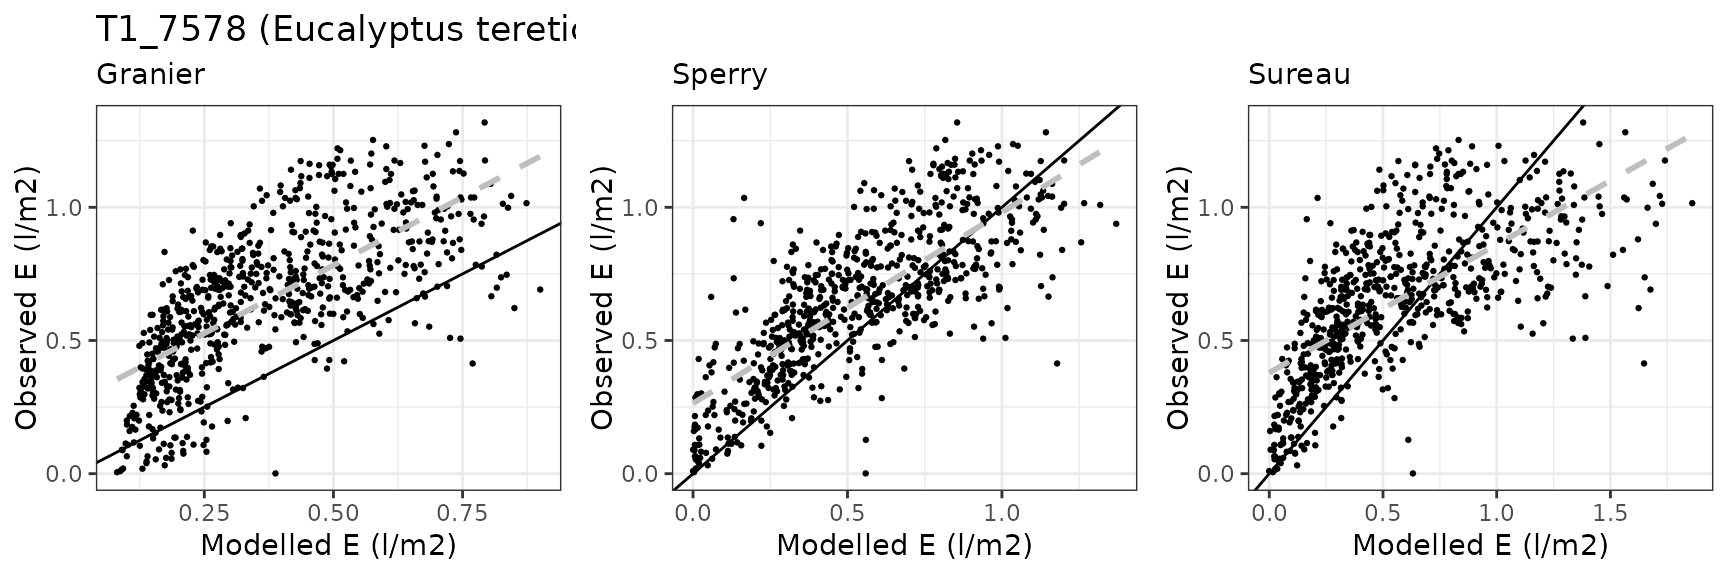 T1_7578 (Eucalyptus teretic
Granier
Observed E (l/m2)
1.0
0.5
0.0
0.25 0.50 0.75
Modelled E (l/m2)
Sperry
Observed E (l/m2)
1.0
0.5
0.0
0.0 0.5 1.0
Modelled E (l/m2)
Sureau
Observed E (l/m2)
1.0
0.5
0.0
0.0 0.5 1.0 1.5
Modelled E (l/m2)